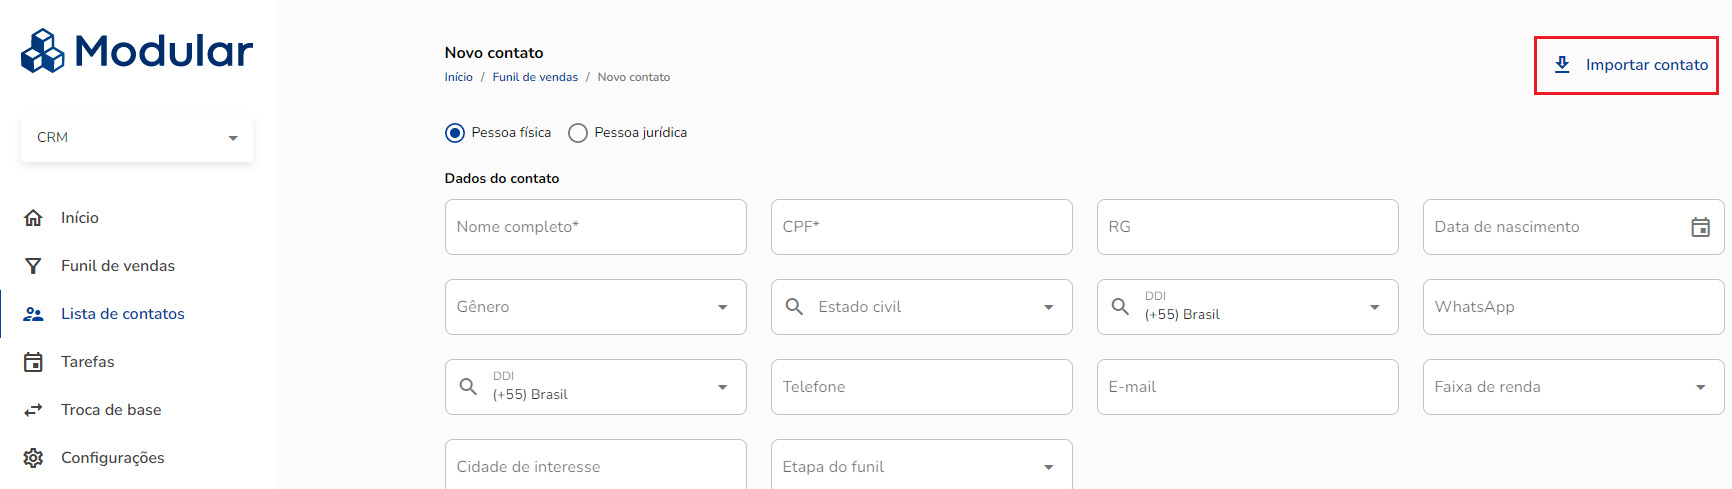 Modular
CRM
Início
Funil de vendas
Lista de contatos
Tarefas
Troca de base
Configurações
Novo contato
Início / Funil de vendas / Novo contato
Importar contato
Pessoa física Pessoa jurídica
Dados do contato
Nome completo* CPF* RG Data de nascimento
Gênero Estado civil DDI (+55) Brasil WhatsApp
DDI (+55) Brasil Telefone E-mail Faixa de renda
Cidade de interesse Etapa do funil